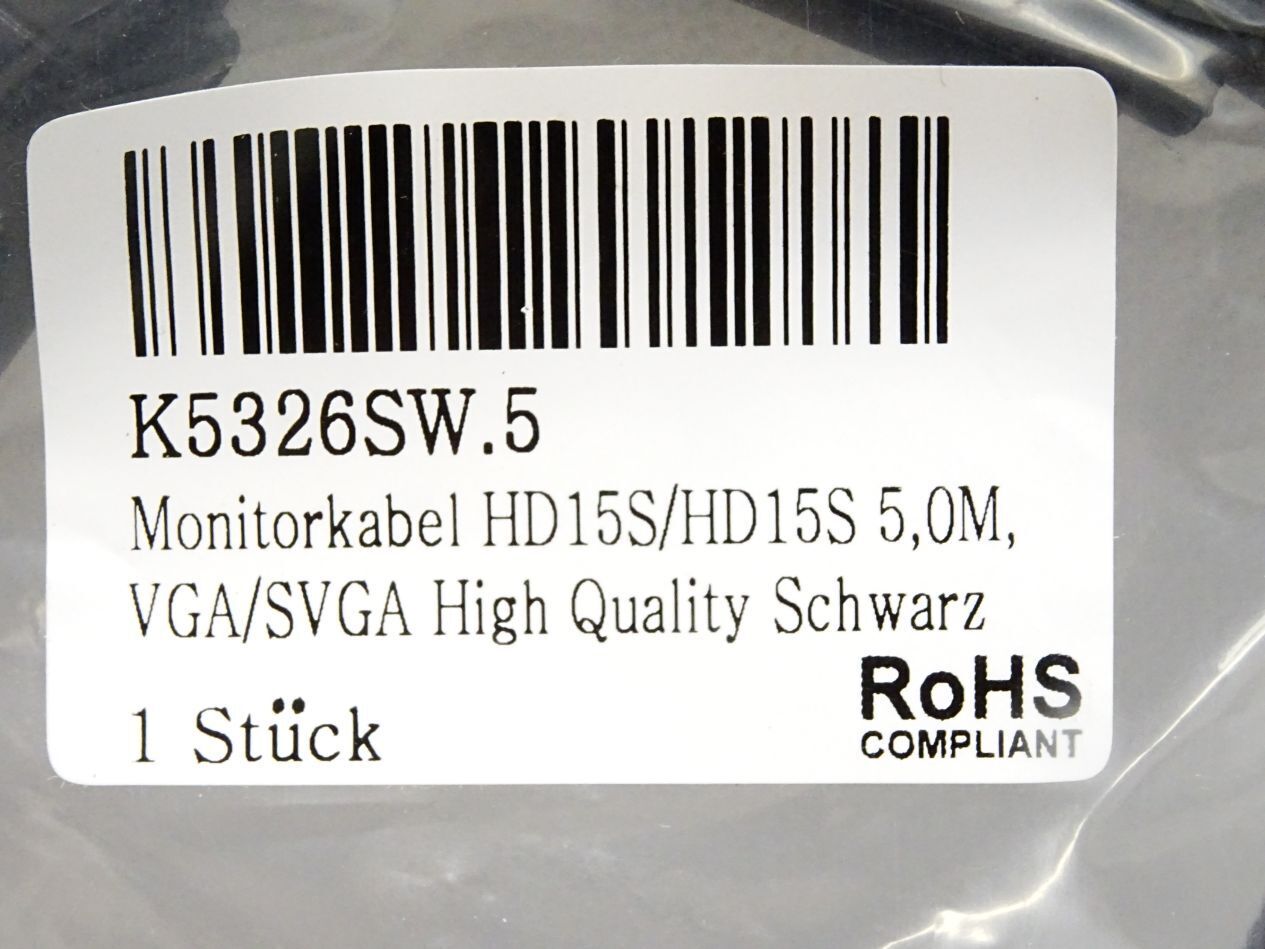 K5326SW.5
Monitorkabel HD15S/HD15S 5,0M,
VGA/SVGA High Quality Schwarz
1 Stück
RoHS
COMPLIANT